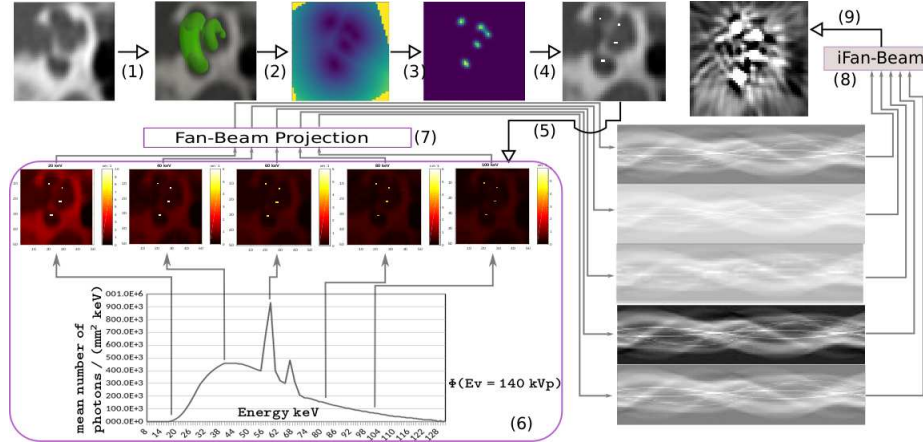 (1)
(2)
(3)
(4)
(9)
iFan-Beam
(8)
Fan-Beam Projection
(7)
(5)
20 keV
60 keV
80 keV
100 keV
mean number of
photons / (mm² keV)
001.0E+6
900.0E+3
800.0E+3
700.0E+3
600.0E+3
500.0E+3
400.0E+3
300.0E+3
200.0E+3
100.0E+3
000.0E+0
Φ(Ev = 140 kVp)
Energy keV
(6)
8 14 20 26 32 38 44 50 56 62 68 74 80 86 92 98 104 110 116 122 128